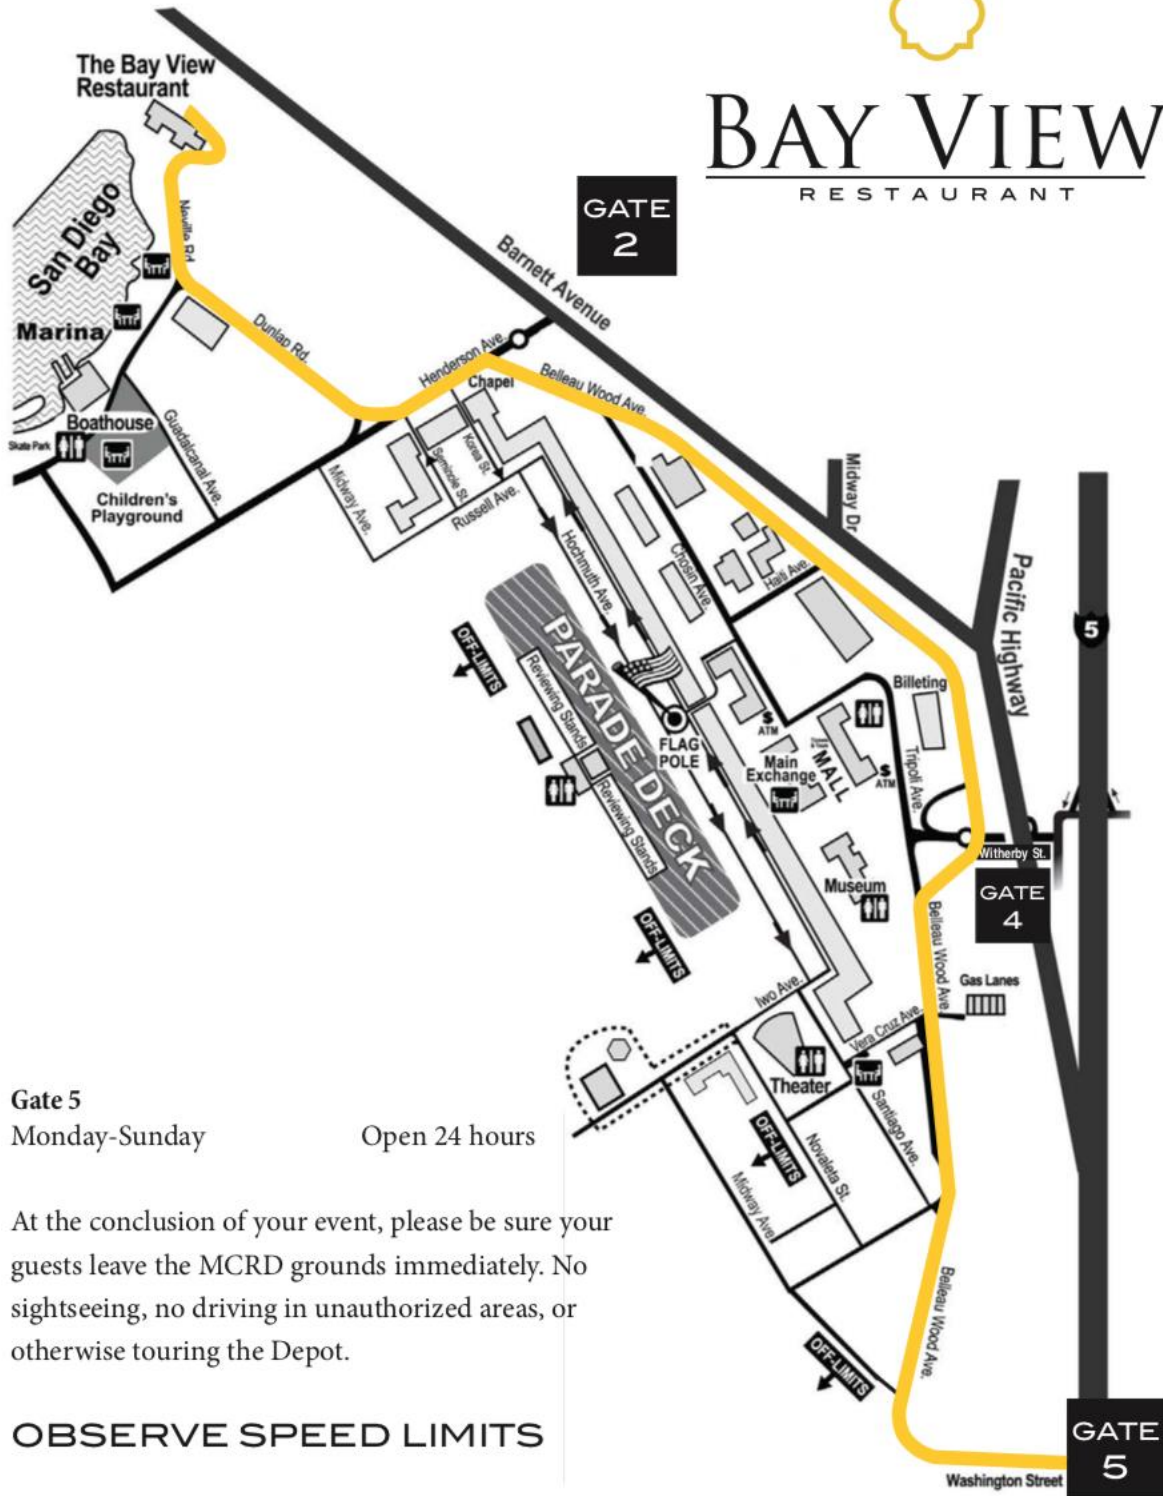 The Bay View
Restaurant
BAY VIEW
RESTAURANT
GATE
2
Barnett Avenue
San Diego
Bay
Neville Rd.
Marina
Dunlap Rd.
Henderson Ave.
Chapel
Belleau Wood Ave.
Skate Park
Boathouse
Guadalcanal Ave.
Children's
Playground
Midway Ave.
Seminole St.
Korea St.
Russell Ave.
Hochmuth Ave.
Chosin Ave.
Hall Ave.
Midway Dr.
Pacific Highway
5
OFF-LIMITS
PARADE DECK
Reviewing Stands
Reviewing Stands
FLAG
POLE
$
ATM
Main
Exchange
MALL
$
ATM
Billeting
Tripoli Ave.
Witherby St.
GATE
4
Museum
OFF-LIMITS
Belleau Wood Ave.
Gas Lanes
Iwo Ave.
Vera Cruz Ave.
Theater
Santiago Ave.
OFF-LIMITS
Novaleta St.
Midway Ave.
Belleau Wood Ave.
OFF-LIMITS
Washington Street
GATE
5
Gate 5
Monday-Sunday Open 24 hours
At the conclusion of your event, please be sure your
guests leave the MCRD grounds immediately. No
sightseeing, no driving in unauthorized areas, or
otherwise touring the Depot.
OBSERVE SPEED LIMITS